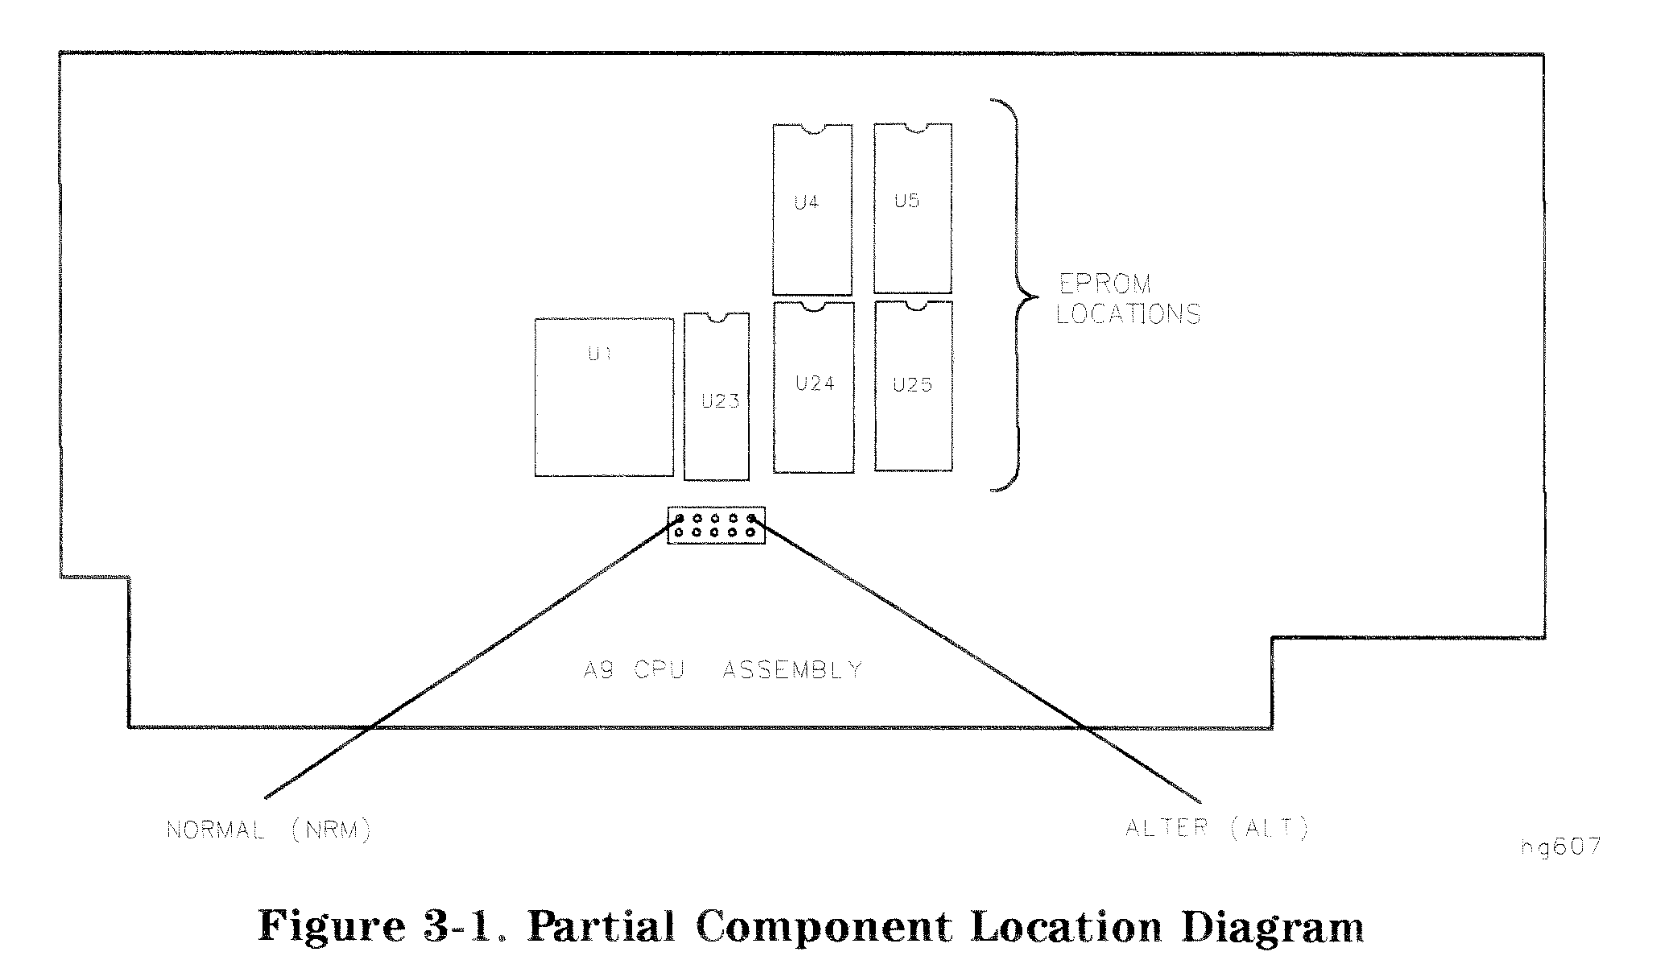 U4
U5
EPROM
LOCATIONS
U1
U23
U24
U25
A9 CPU ASSEMBLY
NORMAL (NRM)
ALTER (ALT)
hg607
Figure 3-1. Partial Component Location Diagram